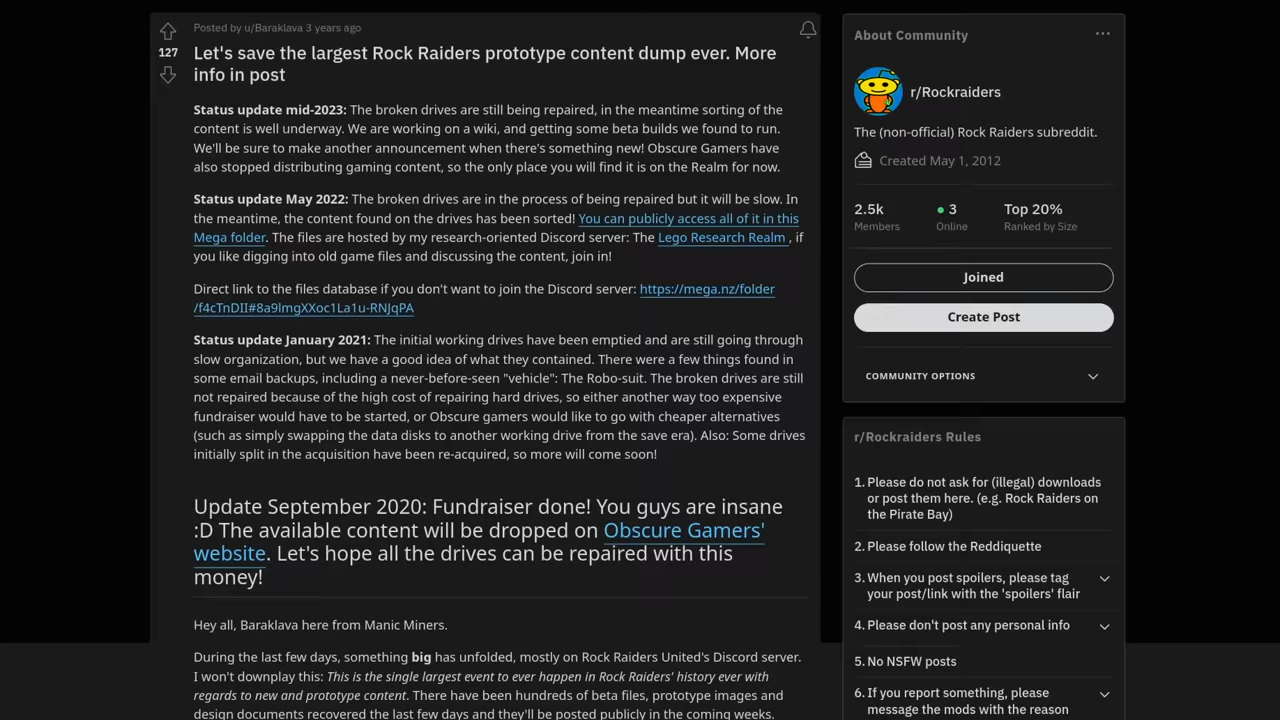 Posted by u/Baraklava 3 years ago
127
Let's save the largest Rock Raiders prototype content dump ever. More
info in post
Status update mid-2023: The broken drives are still being repaired, in the meantime sorting of the
content is well underway. We are working on a wiki, and getting some beta builds we found to run.
We'll be sure to make another announcement when there's something new! Obscure Gamers have
also stopped distributing gaming content, so the only place you will find it is on the Realm for now.
Status update May 2022: The broken drives are in the process of being repaired but it will be slow. In
the meantime, the content found on the drives has been sorted! You can publicly access all of it in this
Mega folder. The files are hosted by my research-oriented Discord server: The Lego Research Realm , if
you like digging into old game files and discussing the content, join in!
Direct link to the files database if you don't want to join the Discord server: https://mega.nz/folder
/f4cTnDII#8a9lmgXXoc1La1u-RNJqPA
Status update January 2021: The initial working drives have been emptied and are still going through
slow organization, but we have a good idea of what they contained. There were a few things found in
some email backups, including a never-before-seen "vehicle": The Robo-suit. The broken drives are still
not repaired because of the high cost of repairing hard drives, so either another way too expensive
fundraiser would have to be started, or Obscure gamers would like to go with cheaper alternatives
(such as simply swapping the data disks to another working drive from the save era). Also: Some drives
initially split in the acquisition have been re-acquired, so more will come soon!
Update September 2020: Fundraiser done! You guys are insane
:D The available content will be dropped on Obscure Gamers'
website. Let's hope all the drives can be repaired with this
money!
Hey all, Baraklava here from Manic Miners.
During the last few days, something big has unfolded, mostly on Rock Raiders United's Discord server.
I won't downplay this: This is the single largest event to ever happen in Rock Raiders' history ever with
regards to new and prototype content. There have been hundreds of beta files, prototype images and
design documents recovered the last few days and they'll be posted publicly in the coming weeks.
About Community
r/Rockraiders
The (non-official) Rock Raiders subreddit.
Created May 1, 2012
2.5k
Members
3
Online
Top 20%
Ranked by Size
Joined
Create Post
COMMUNITY OPTIONS
r/Rockraiders Rules
1. Please do not ask for (illegal) downloads
or post them here. (e.g. Rock Raiders on
the Pirate Bay)
2. Please follow the Reddiquette
3. When you post spoilers, please tag
your post/link with the 'spoilers' flair
4. Please don't post any personal info
5. No NSFW posts
6. If you report something, please
message the mods with the reason